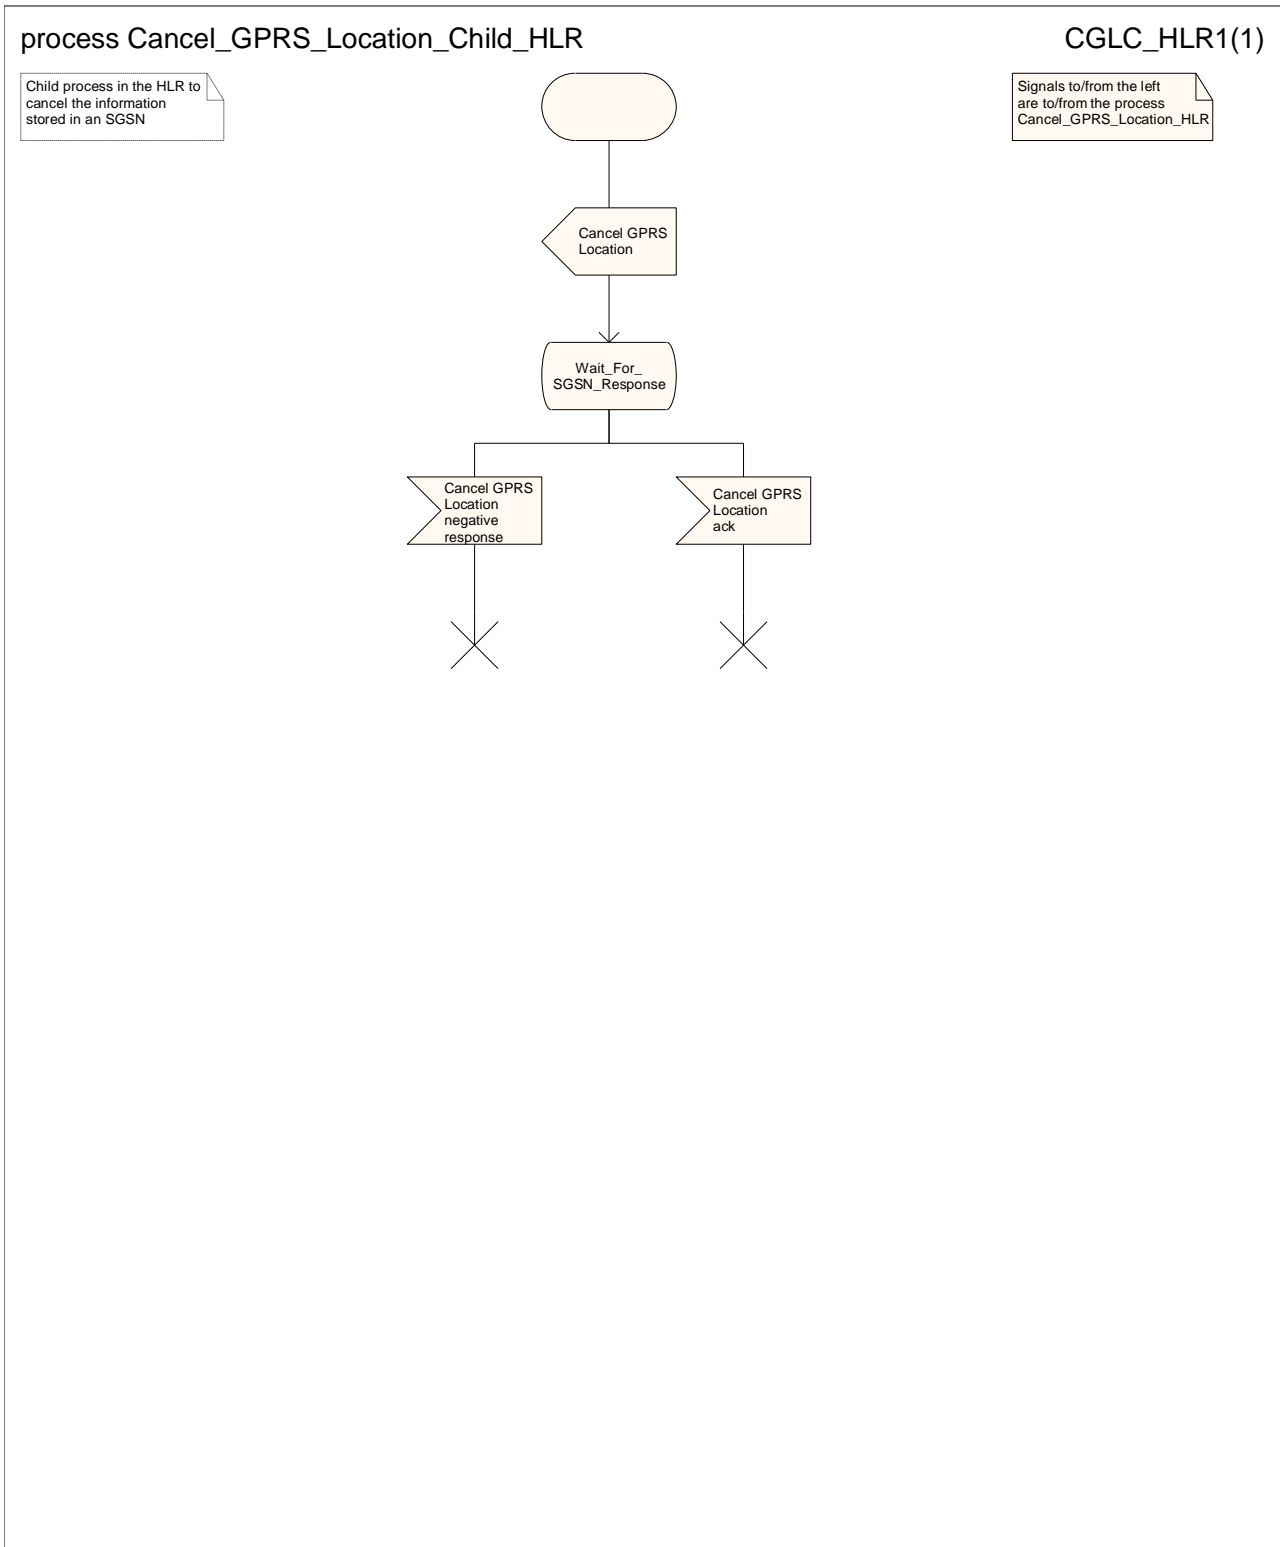 process Cancel_GPRS_Location_Child_HLR
CGLC_HLR1(1)
Child process in the HLR to
cancel the information
stored in an SGSN
Signals to/from the left
are to/from the process
Cancel_GPRS_Location_HLR
Cancel GPRS
Location
Wait_For_
SGSN_Response
Cancel GPRS
Location
negative
response
Cancel GPRS
Location
ack